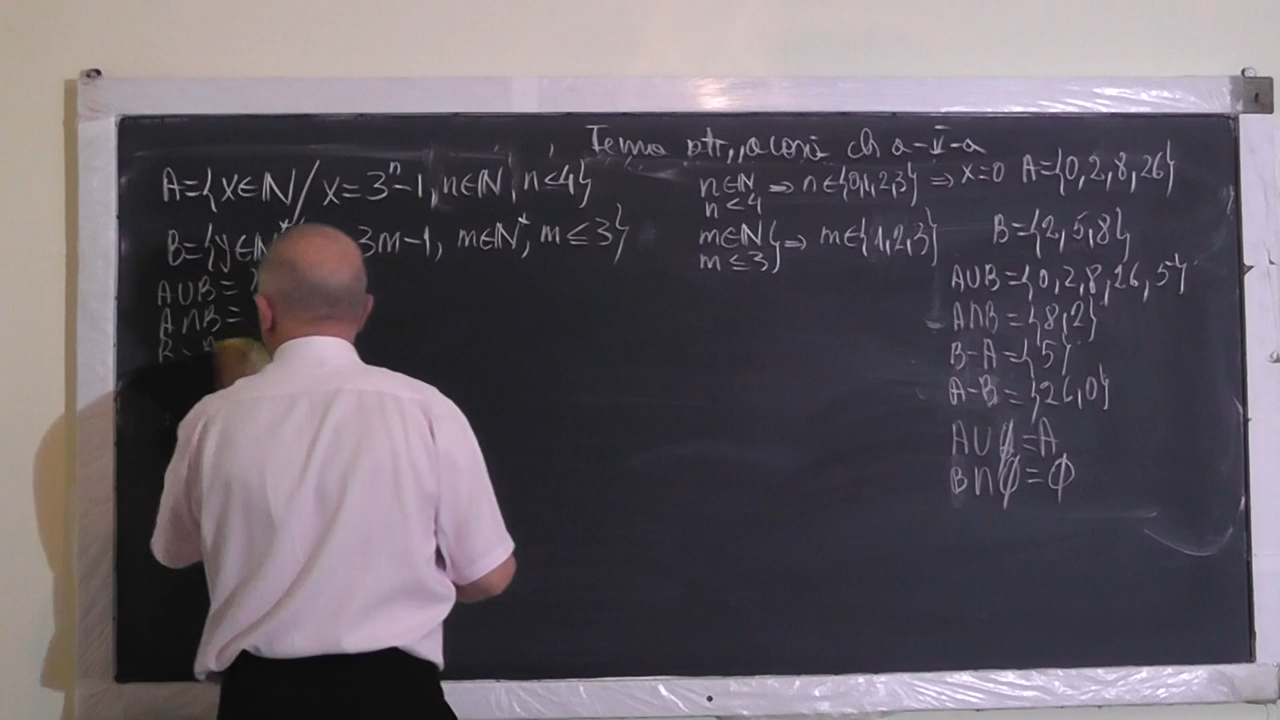 Tema ptr "acasă" a-V-a
A={x∈ℕ/x=3ⁿ-1, n∈ℕ, n≤4}
B={y∈ℕ* 3m-1, m∈ℕ*, m≤3}
A∪B=
A∩B=
n∈ℕ
n≤4 ⇒ n∈{0,1,2,3} ⇒ x=0 A={0,2,8,26}
m∈ℕ
m≤3} ⇒ m∈{1,2,3} B={2,5,8}
A∪B={0,2,8,26,5}
A∩B={8,2}
B-A={5}
A-B={26,0}
A∪∅=A
B∩∅=∅